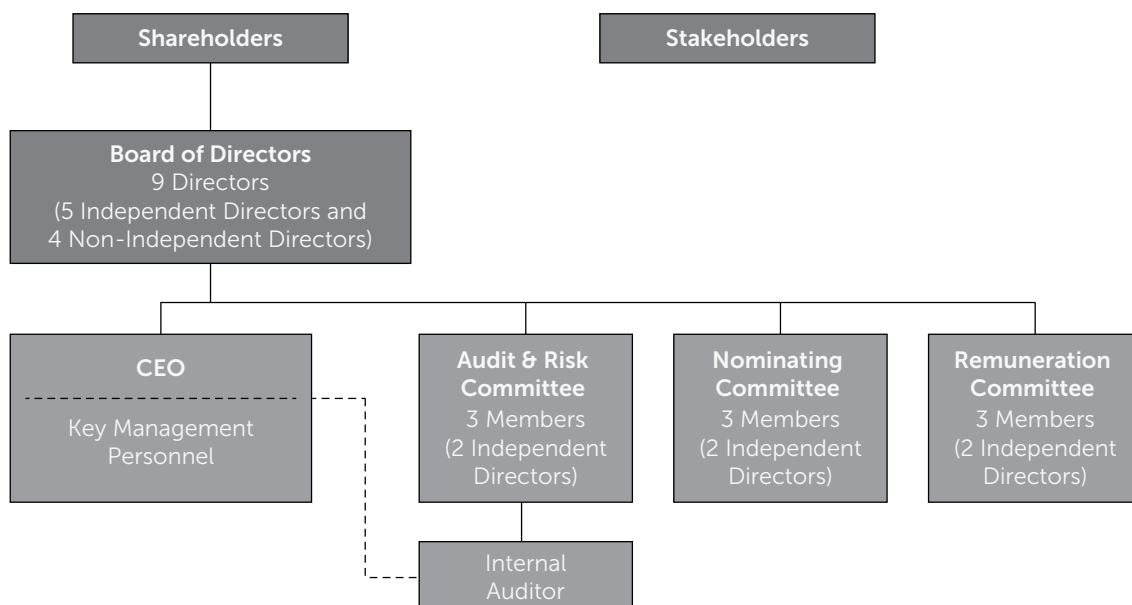 Shareholders
Stakeholders
Board of Directors
9 Directors
(5 Independent Directors and
4 Non-Independent Directors)
CEO
Key Management
Personnel
Audit & Risk
Committee
3 Members
(2 Independent
Directors)
Nominating
Committee
3 Members
(2 Independent
Directors)
Remuneration
Committee
3 Members
(2 Independent
Directors)
Internal
Auditor